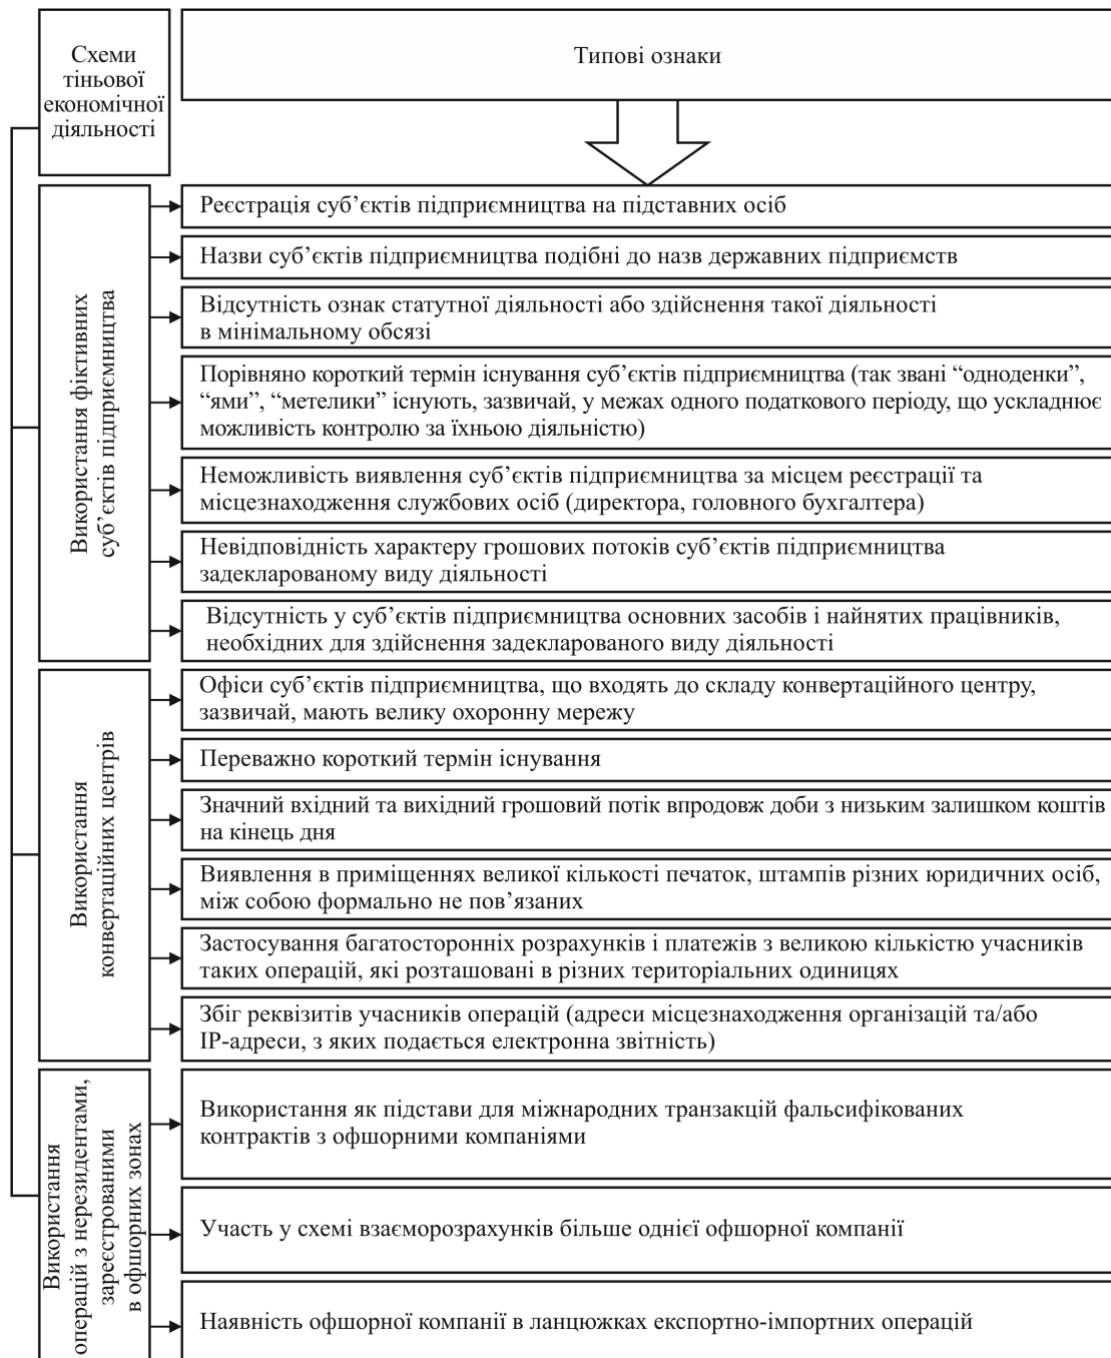 Схеми
тіньової
економічної
діяльності
Типові ознаки
Використання фіктивних
суб’єктів підприємництва
Реєстрація суб’єктів підприємництва на підставних осіб
Назви суб’єктів підприємництва подібні до назв державних підприємств
Відсутність ознак статутної діяльності або здійснення такої діяльності
в мінімальному обсязі
Порівняно короткий термін існування суб’єктів підприємництва (так звані “одноденки”,
“ями”, “метелики” існують, зазвичай, у межах одного податкового періоду, що ускладнює
можливість контролю за їхньою діяльністю)
Неможливість виявлення суб’єктів підприємництва за місцем реєстрації та
місцезнаходження службових осіб (директора, головного бухгалтера)
Невідповідність характеру грошових потоків суб’єктів підприємництва
задекларованому виду діяльності
Відсутність у суб’єктів підприємництва основних засобів і найнятих працівників,
необхідних для здійснення задекларованого виду діяльності
Використання
конвертаційних центрів
Офіси суб’єктів підприємництва, що входять до складу конвертаційного центру,
зазвичай, мають велику охоронну мережу
Переважно короткий термін існування
Значний вхідний та вихідний грошовий потік впродовж доби з низьким залишком коштів
на кінець дня
Виявлення в приміщеннях великої кількості печаток, штампів різних юридичних осіб,
між собою формально не пов’язаних
Застосування багатосторонніх розрахунків і платежів з великою кількістю учасників
таких операцій, які розташовані в різних територіальних одиницях
Збіг реквізитів учасників операцій (адреси місцезнаходження організацій та/або
IP-адреси, з яких подається електронна звітність)
Використання
операцій з нерезидентами,
зареєстрованими
в офшорних зонах
Використання як підстави для міжнародних транзакцій фальсифікованих
контрактів з офшорними компаніями
Участь у схемі взаєморозрахунків більше однієї офшорної компанії
Наявність офшорної компанії в ланцюжках експортно-імпортних операцій